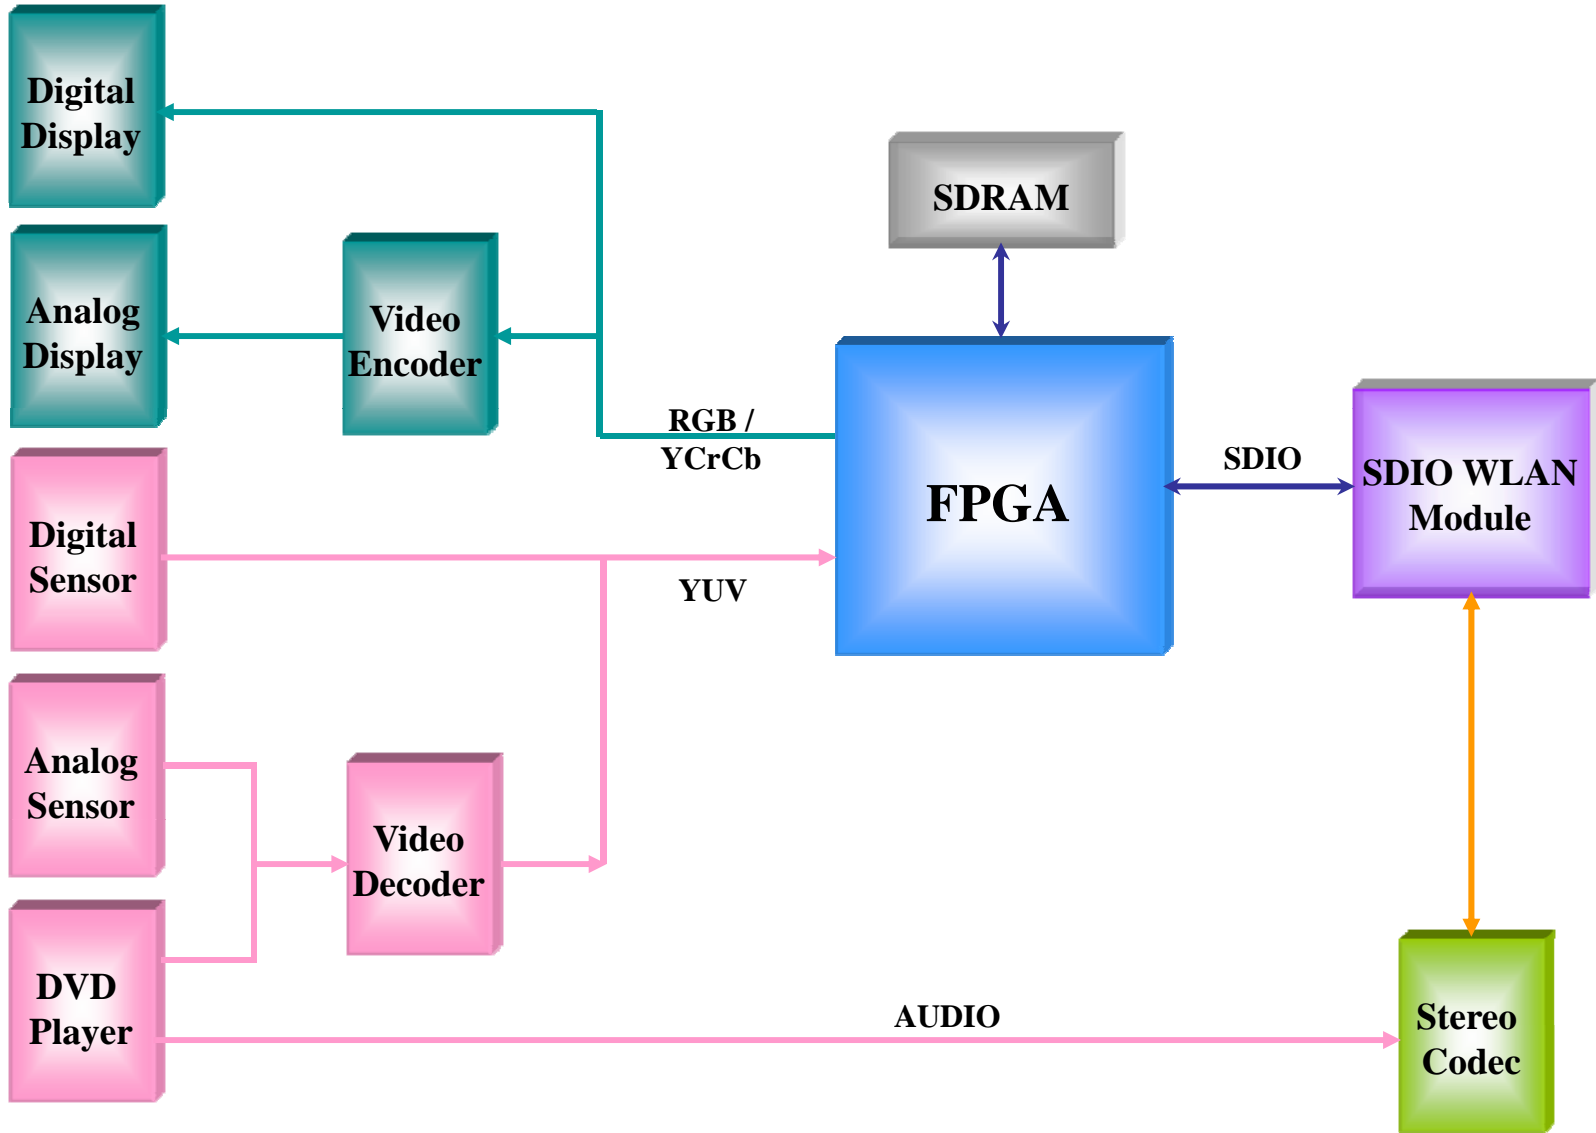 Digital
Display
SDRAM
Analog
Display
Video
Encoder
RGB /
YCrCb
FPGA
SDIO
SDIO WLAN
Module
Digital
Sensor
YUV
Analog
Sensor
Video
Decoder
DVD
Player
AUDIO
Stereo
Codec